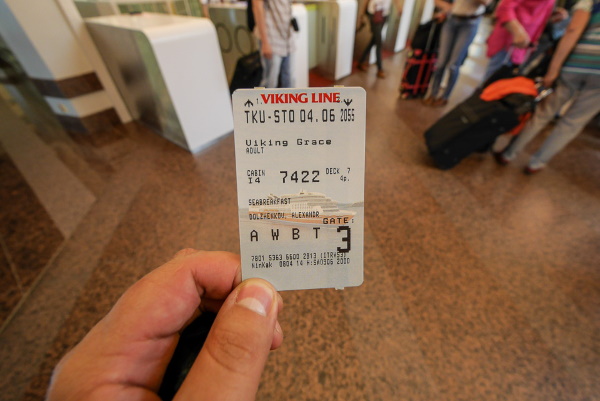 VIKING LINE
TKU-STO 04.06 2055
Viking Grace
ADULT
CABIN 7422 DECK 7
I4 4p.
SEABREAKFAST
DOLZHENKOV, ALEXANDR
GATE:
A W B T 3